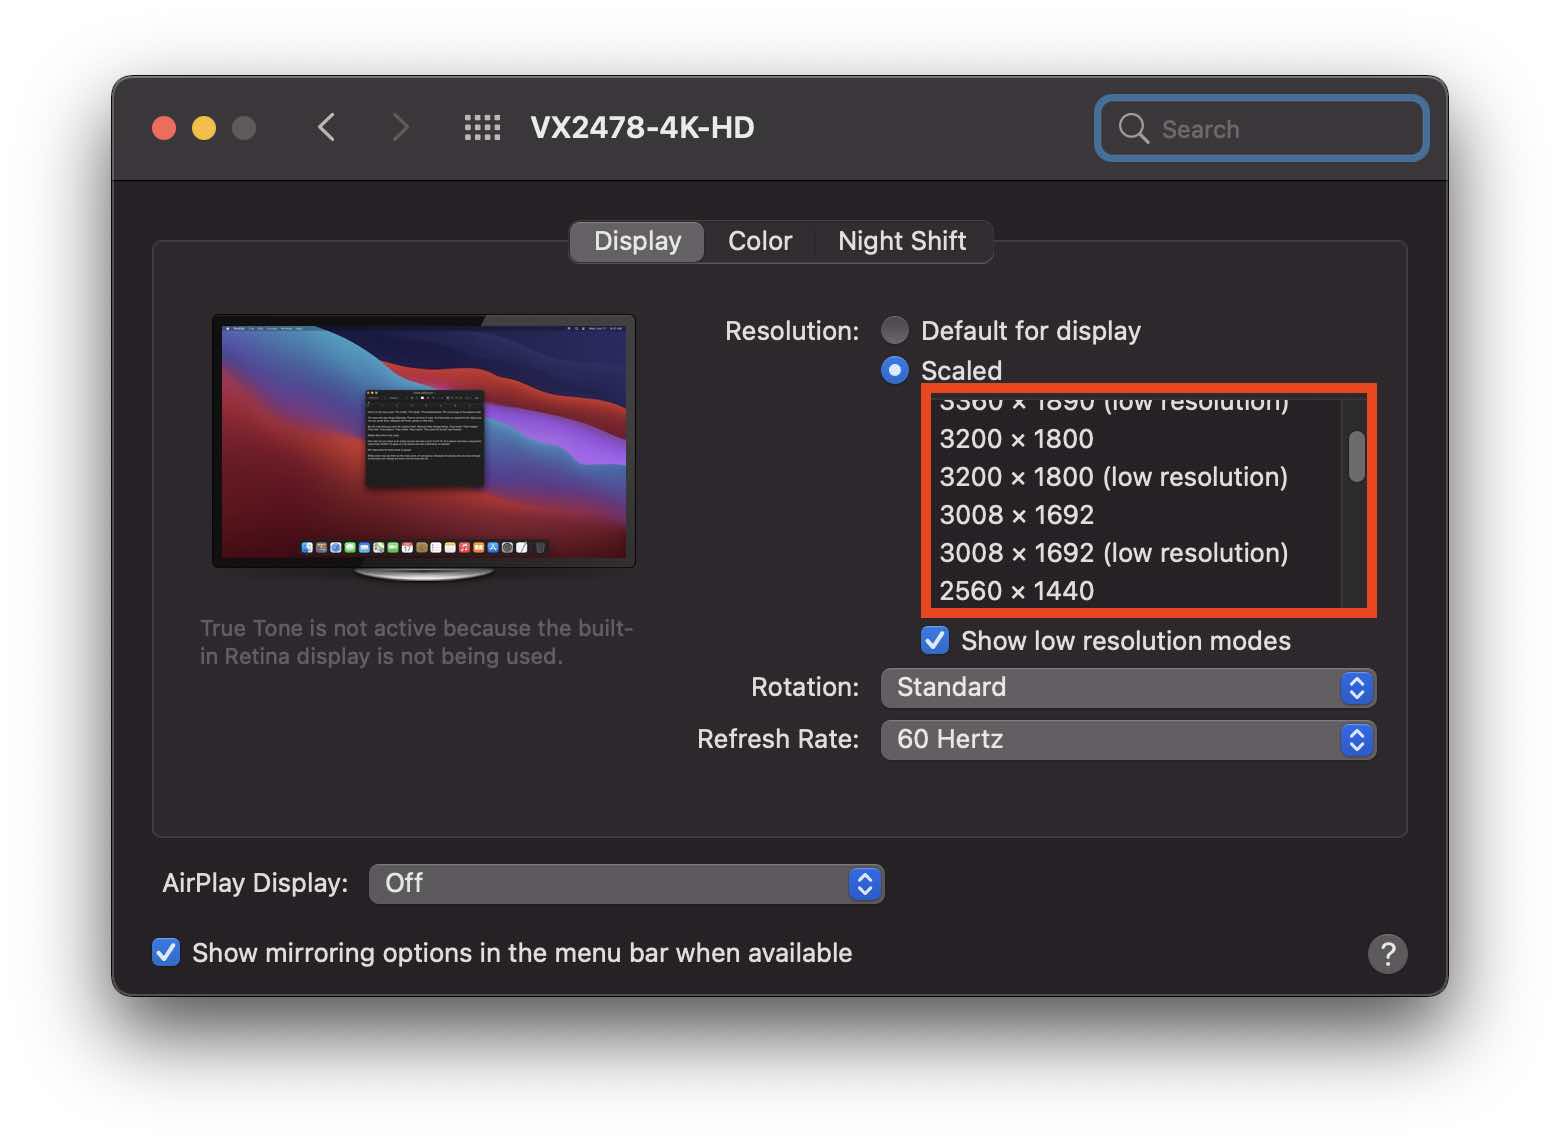 VX2478-4K-HD
Search
Display
Color
Night Shift
Resolution:
Default for display
Scaled
3360 × 1890 (low resolution)
3200 × 1800
3200 × 1800 (low resolution)
3008 × 1692
3008 × 1692 (low resolution)
2560 × 1440
Show low resolution modes
True Tone is not active because the built-
in Retina display is not being used.
Rotation:
Standard
Refresh Rate:
60 Hertz
AirPlay Display:
Off
Show mirroring options in the menu bar when available
?